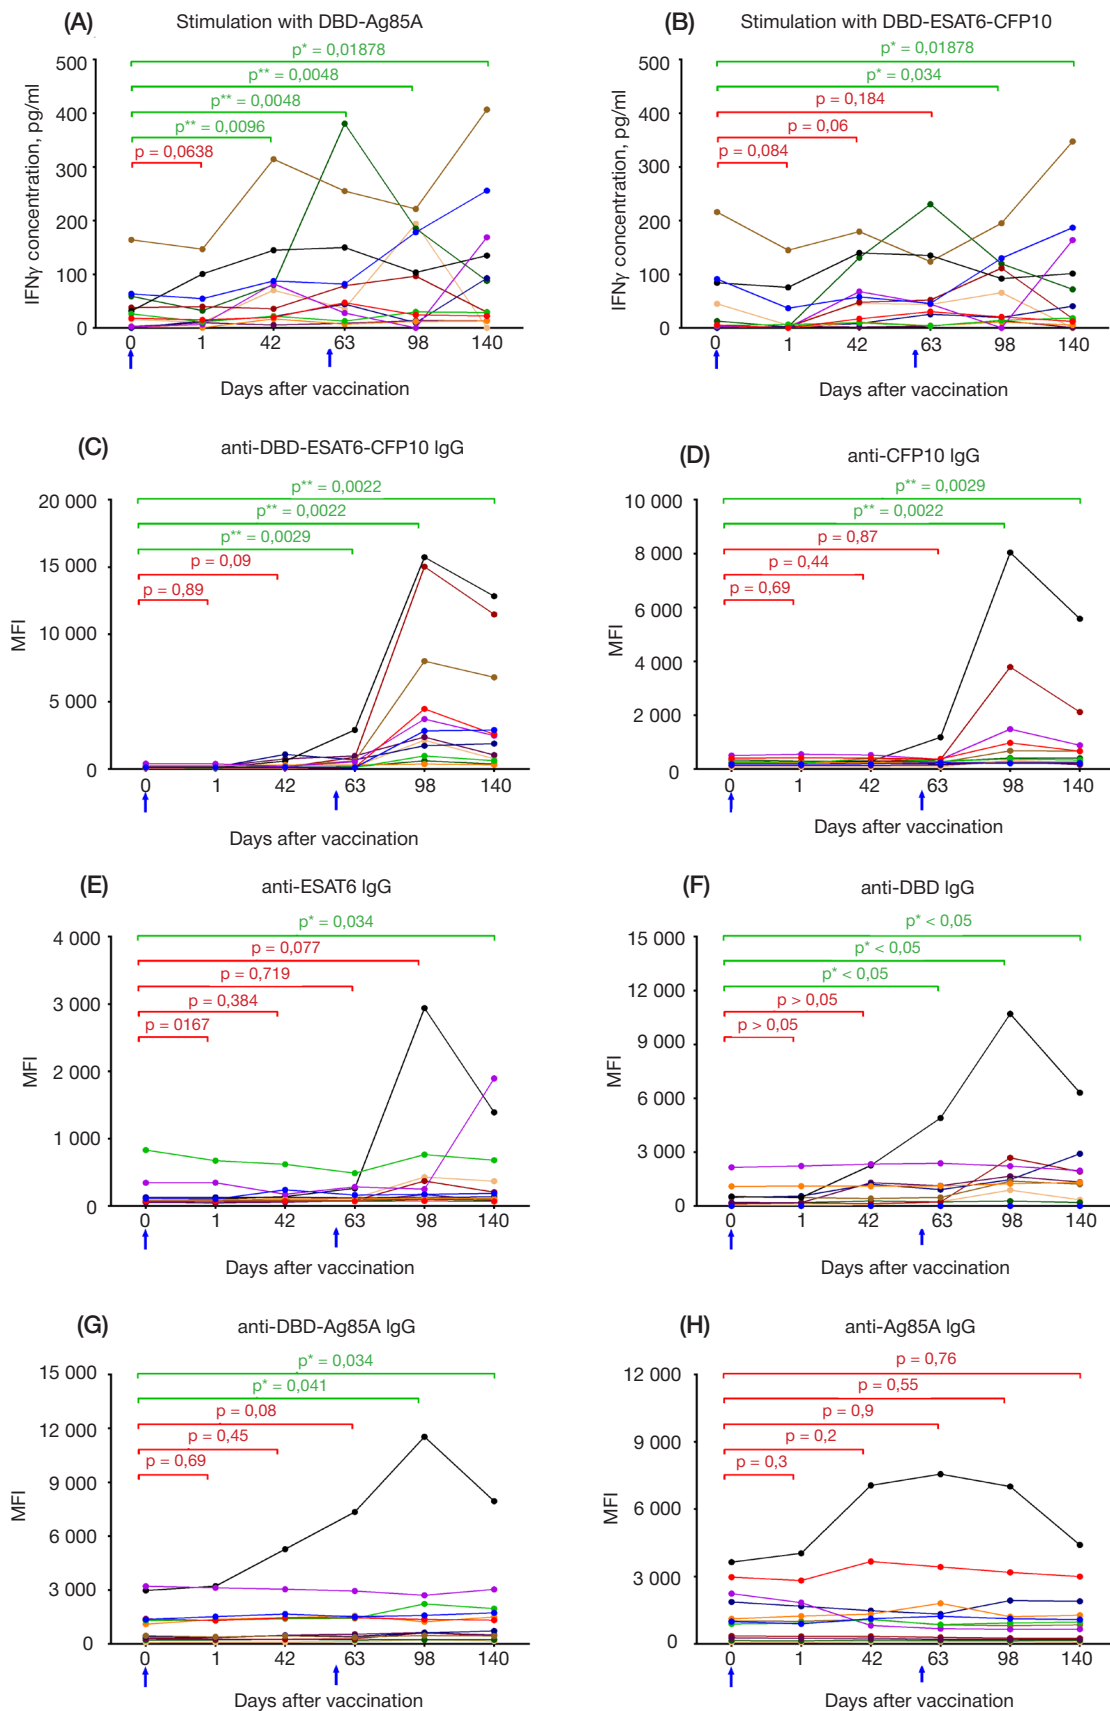 (A)
Stimulation with DBD-Ag85A
p* = 0,01878
p** = 0,0048
p** = 0,0048
p** = 0,0096
p = 0,0638
IFNγ concentration, pg/ml
500
400
300
200
100
0
0 1 42 63 98 140
Days after vaccination
(B)
Stimulation with DBD-ESAT6-CFP10
p* = 0,01878
p* = 0,034
p = 0,184
p = 0,06
p = 0,084
IFNγ concentration, pg/ml
500
400
300
200
100
0
0 1 42 63 98 140
Days after vaccination
(C)
anti-DBD-ESAT6-CFP10 IgG
p** = 0,0022
p** = 0,0022
p** = 0,0029
p = 0,09
p = 0,89
MFI
20 000
15 000
10 000
5 000
0
0 1 42 63 98 140
Days after vaccination
(D)
anti-CFP10 IgG
p** = 0,0029
p** = 0,0022
p = 0,87
p = 0,44
p = 0,69
MFI
10 000
8 000
6 000
4 000
2 000
0
0 1 42 63 98 140
Days after vaccination
(E)
anti-ESAT6 IgG
p* = 0,034
p = 0,077
p = 0,719
p = 0,384
p = 0167
MFI
4 000
3 000
2 000
1 000
0
0 1 42 63 98 140
Days after vaccination
(F)
anti-DBD IgG
p* < 0,05
p* < 0,05
p* < 0,05
p > 0,05
p > 0,05
MFI
15 000
12 000
9 000
6 000
3 000
0
0 1 42 63 98 140
Days after vaccination
(G)
anti-DBD-Ag85A IgG
p* = 0,034
p* = 0,041
p = 0,08
p = 0,45
p = 0,69
MFI
15 000
12 000
9 000
6 000
3 000
0
0 1 42 63 98 140
Days after vaccination
(H)
anti-Ag85A IgG
p = 0,76
p = 0,55
p = 0,9
p = 0,2
p = 0,3
MFI
12 000
9 000
6 000
3 000
0
0 1 42 63 98 140
Days after vaccination